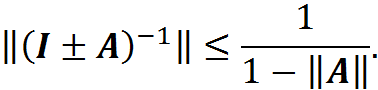 ‖(𝑰 ± 𝑨)⁻¹‖ ≤ 1 / (1 − ‖𝑨‖).